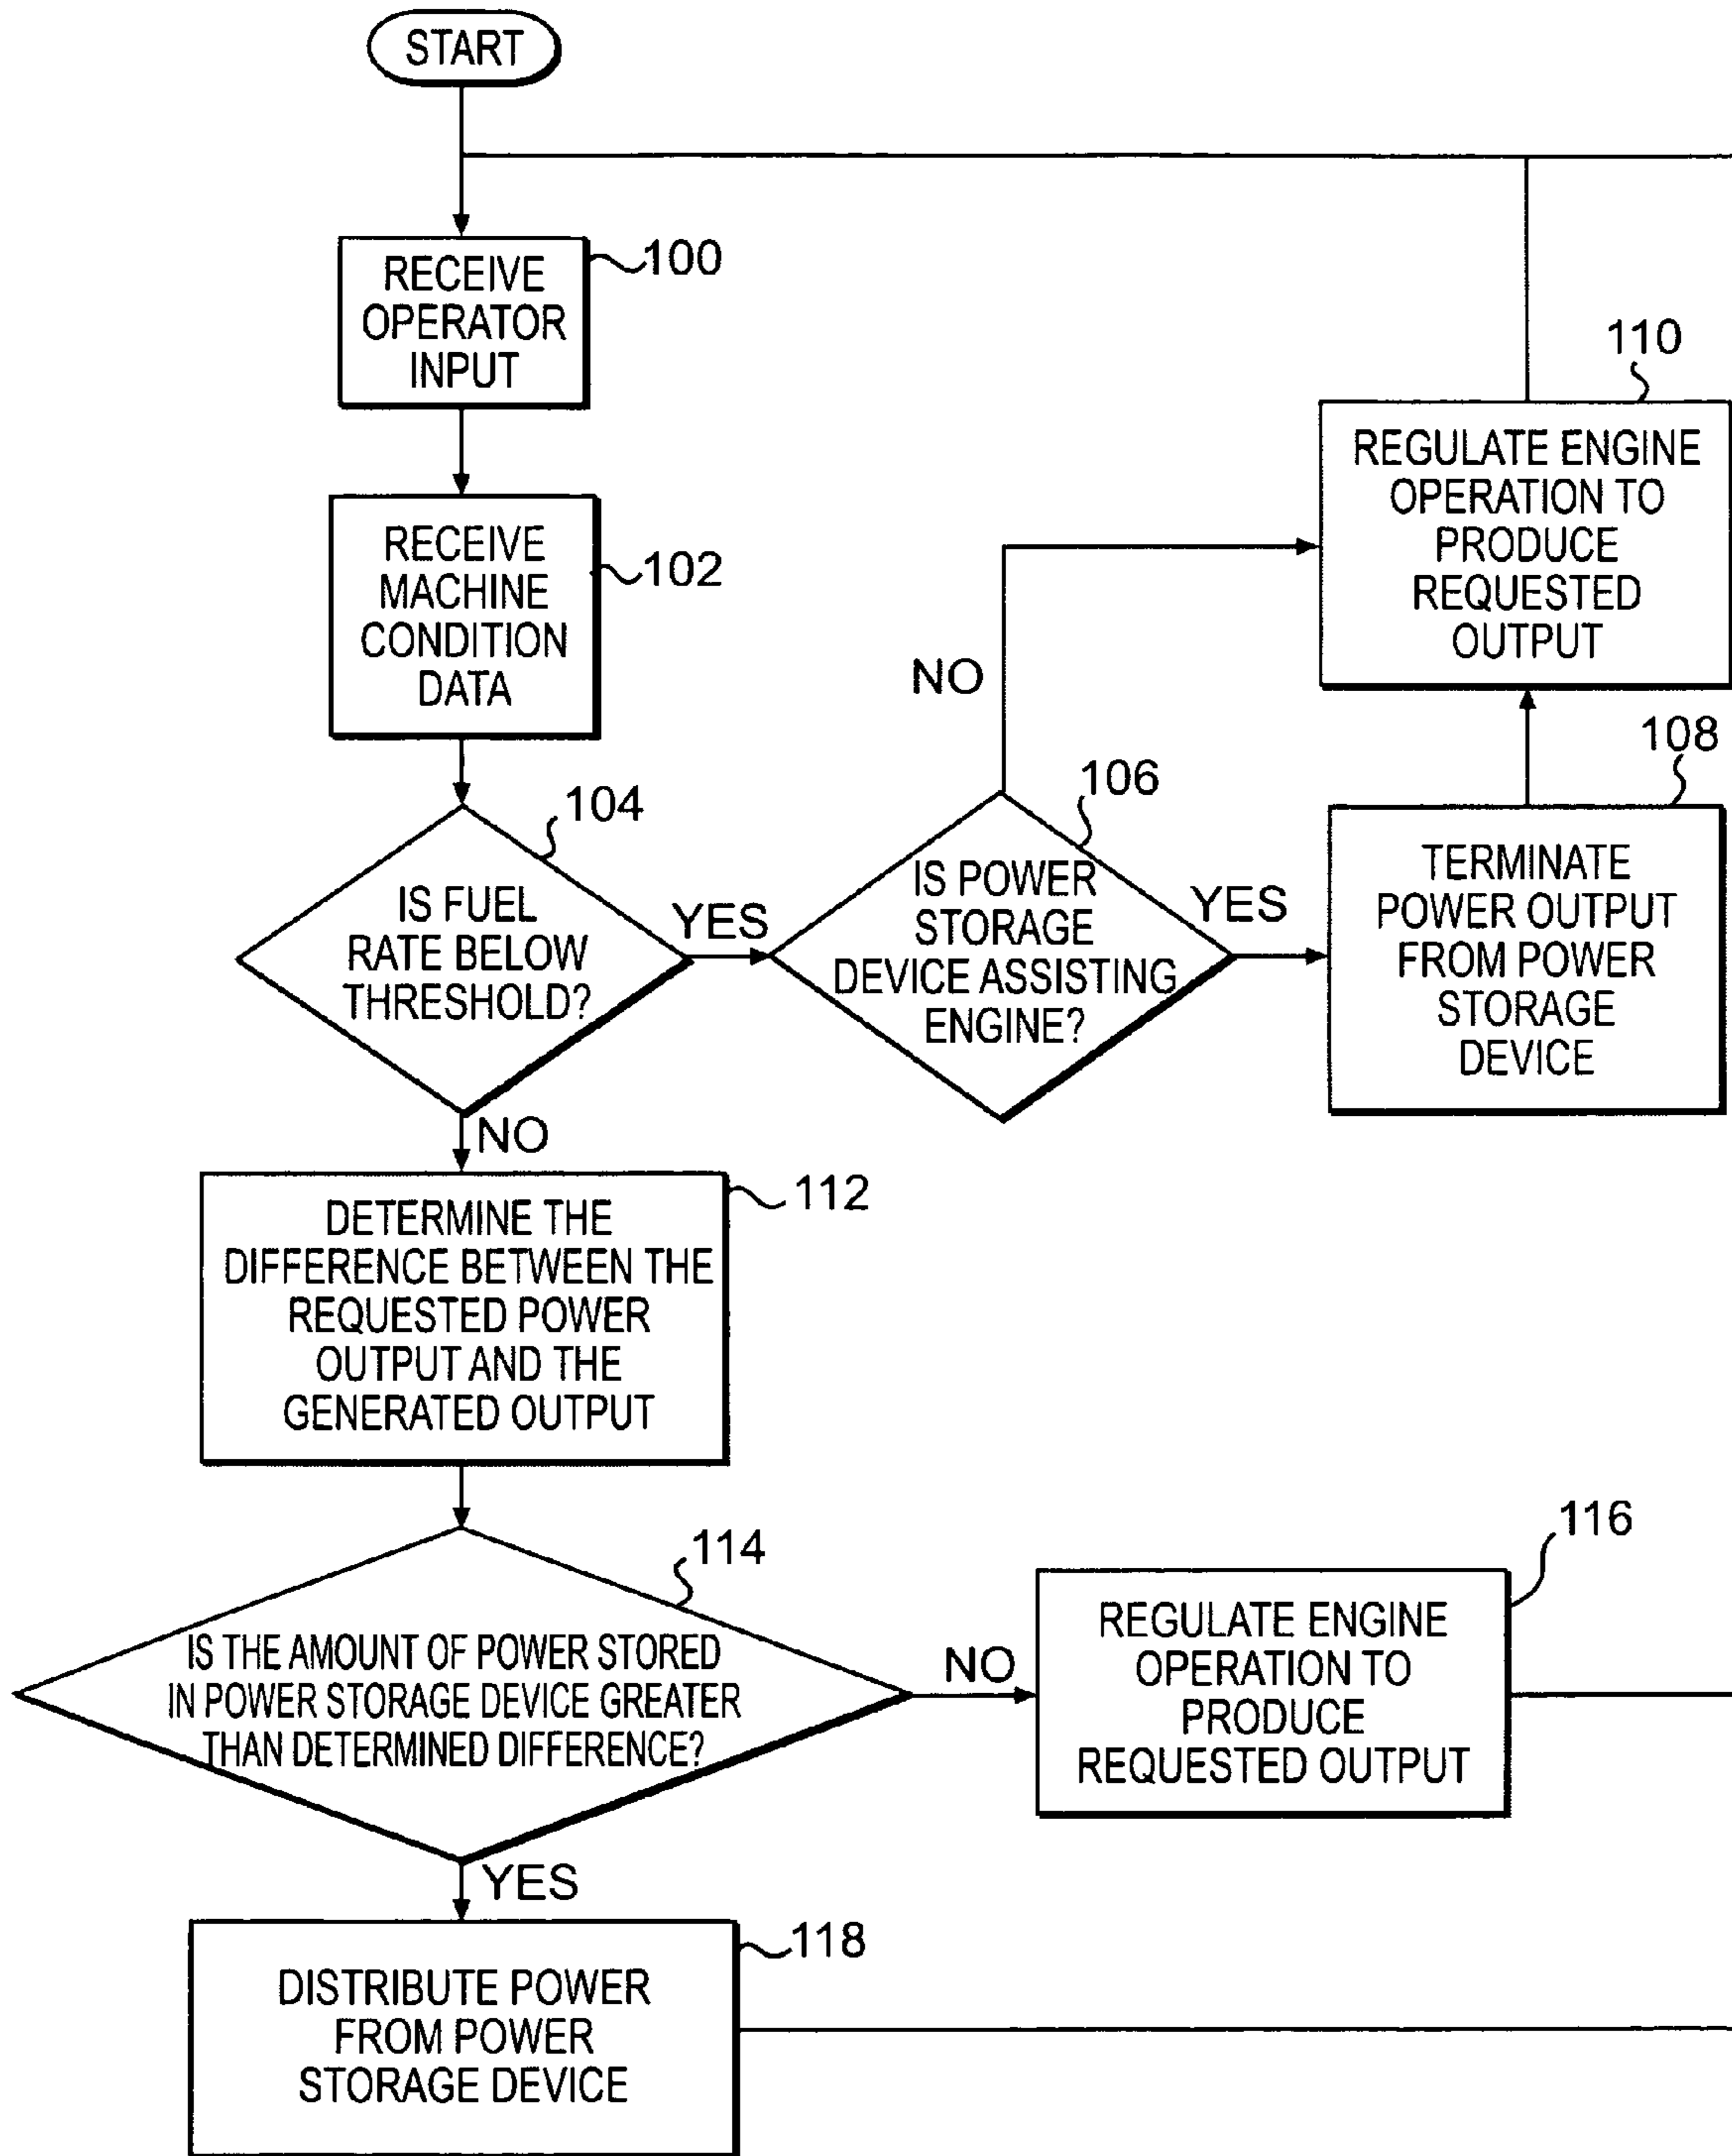 START
RECEIVE
OPERATOR
INPUT
100
RECEIVE
MACHINE
CONDITION
DATA
102
IS FUEL
RATE BELOW
THRESHOLD?
104
YES
NO
IS POWER
STORAGE
DEVICE ASSISTING
ENGINE?
106
NO
YES
TERMINATE
POWER OUTPUT
FROM POWER
STORAGE
DEVICE
108
REGULATE ENGINE
OPERATION TO
PRODUCE
REQUESTED
OUTPUT
110
DETERMINE THE
DIFFERENCE BETWEEN THE
REQUESTED POWER
OUTPUT AND THE
GENERATED OUTPUT
112
IS THE AMOUNT OF POWER STORED
IN POWER STORAGE DEVICE GREATER
THAN DETERMINED DIFFERENCE?
114
NO
REGULATE ENGINE
OPERATION TO
PRODUCE
REQUESTED OUTPUT
116
YES
DISTRIBUTE POWER
FROM POWER
STORAGE DEVICE
118